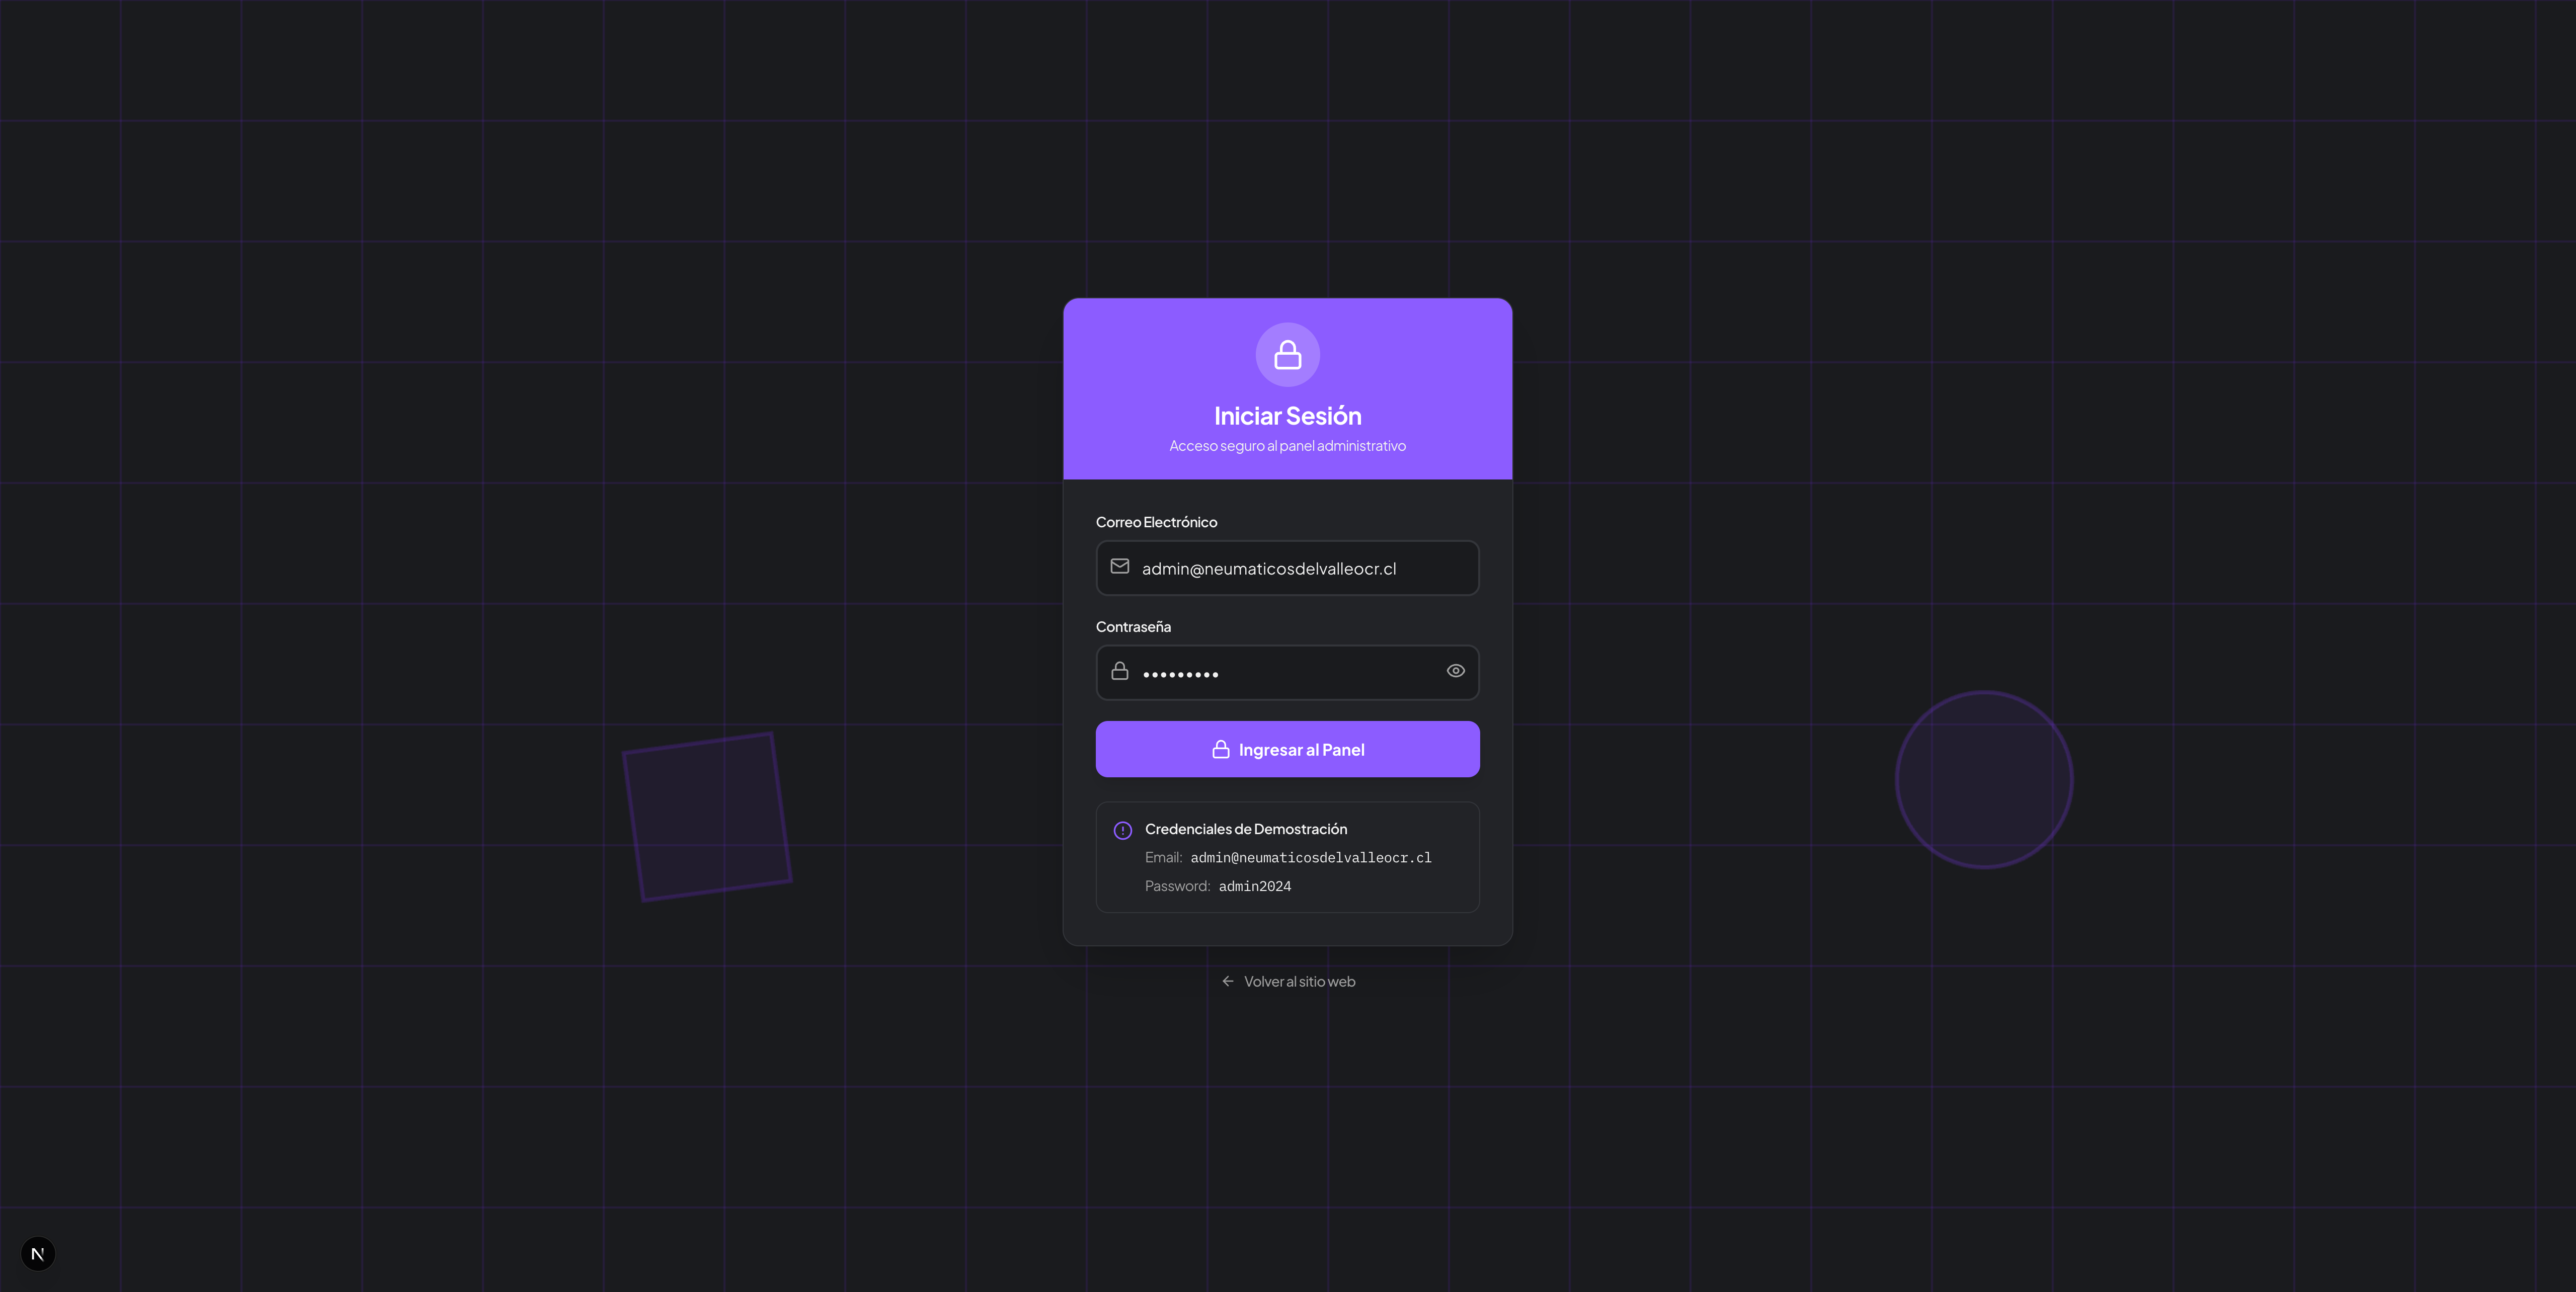 Iniciar Sesión
Acceso seguro al panel administrativo
Correo Electrónico
admin@neumaticosdelvalleocr.cl
Contraseña
•••••••••
Ingresar al Panel
Credenciales de Demostración
Email: admin@neumaticosdelvalleocr.cl
Password: admin2024
← Volver al sitio web
N